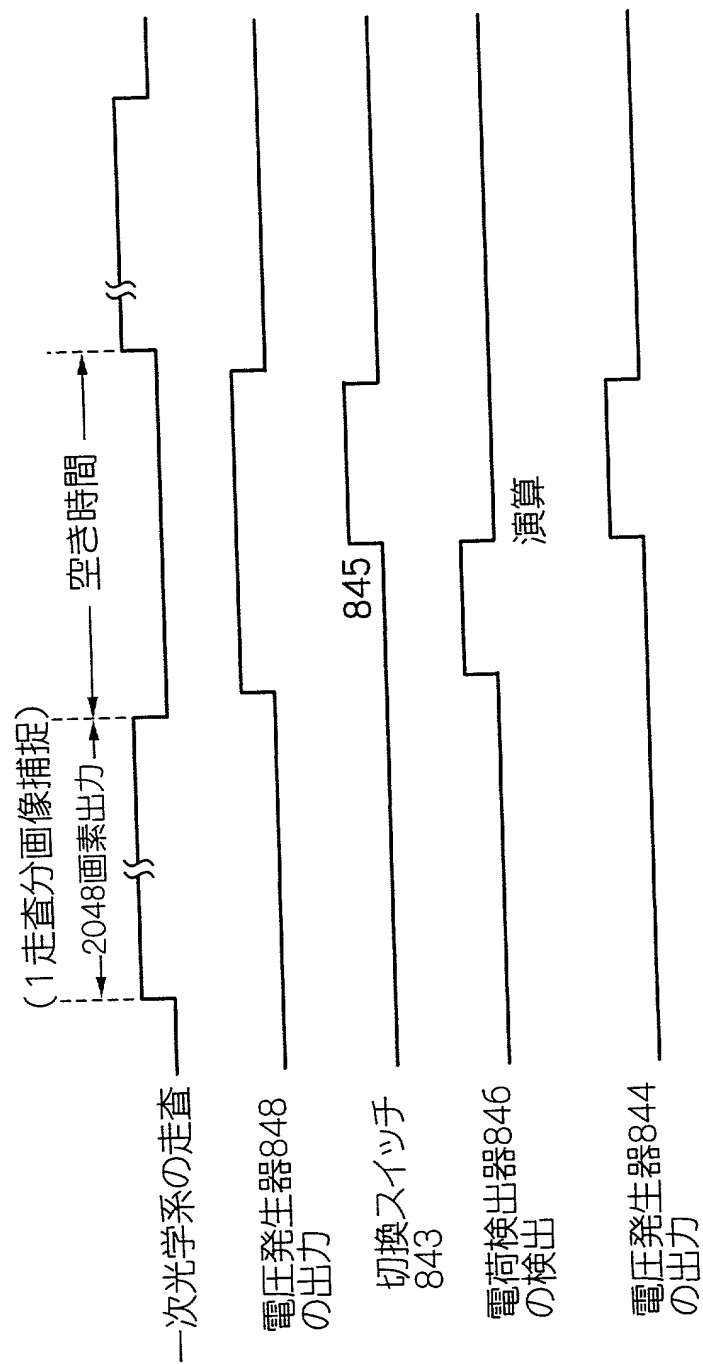 (1走査分画像捕捉)
2048画素出力
空き時間
一次光学系の走査
電圧発生器848
の出力
切換スイッチ
843
845
電荷検出器846
の検出
演算
電圧発生器844
の出力